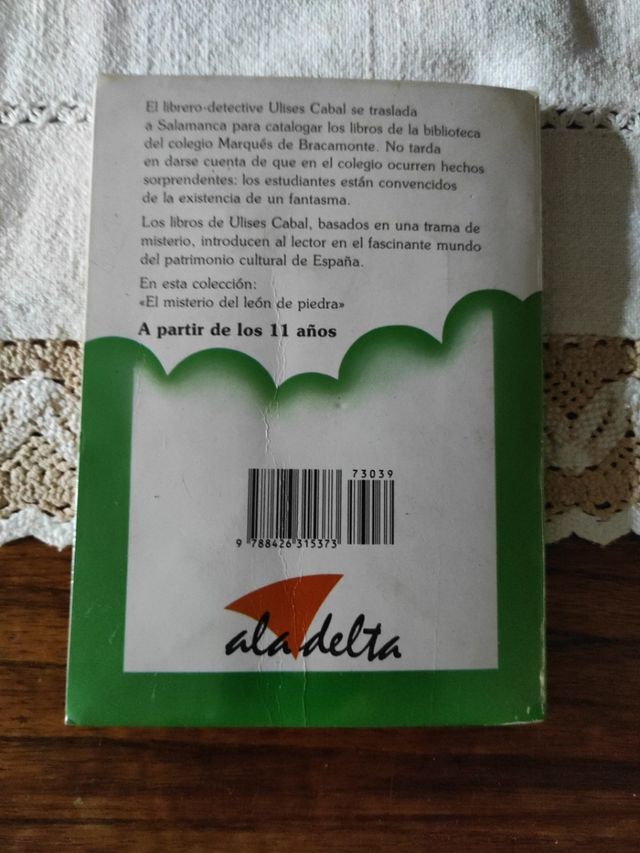 El librero-detective Ulises Cabal se traslada
a Salamanca para catalogar los libros de la biblioteca
del colegio Marqués de Bracamonte. No tarda
en darse cuenta de que en el colegio ocurren hechos
sorprendentes: los estudiantes están convencidos
de la existencia de un fantasma.
Los libros de Ulises Cabal, basados en una trama de
misterio, introducen al lector en el fascinante mundo
del patrimonio cultural de España.
En esta colección:
«El misterio del león de piedra»
A partir de los 11 años
73039
9 788426 315373
ala delta